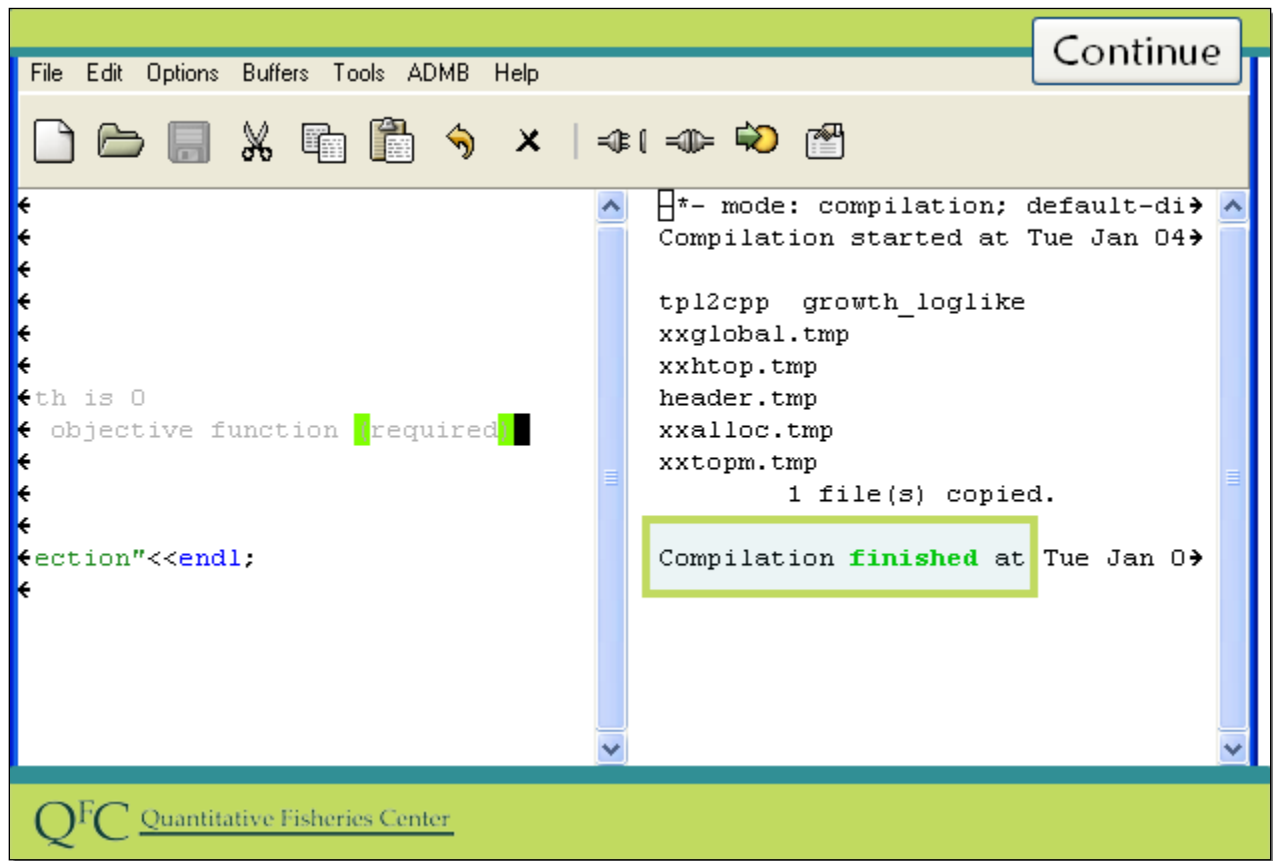 Continue
File Edit Options Buffers Tools ADMB Help
th is 0
objective function (required)
ection"<<endl;
-*- mode: compilation; default-di
Compilation started at Tue Jan 04
tpl2cpp growth_loglike
xxglobal.tmp
xxhtop.tmp
header.tmp
xxalloc.tmp
xxtopm.tmp
1 file(s) copied.
Compilation finished at Tue Jan 0
QFC Quantitative Fisheries Center